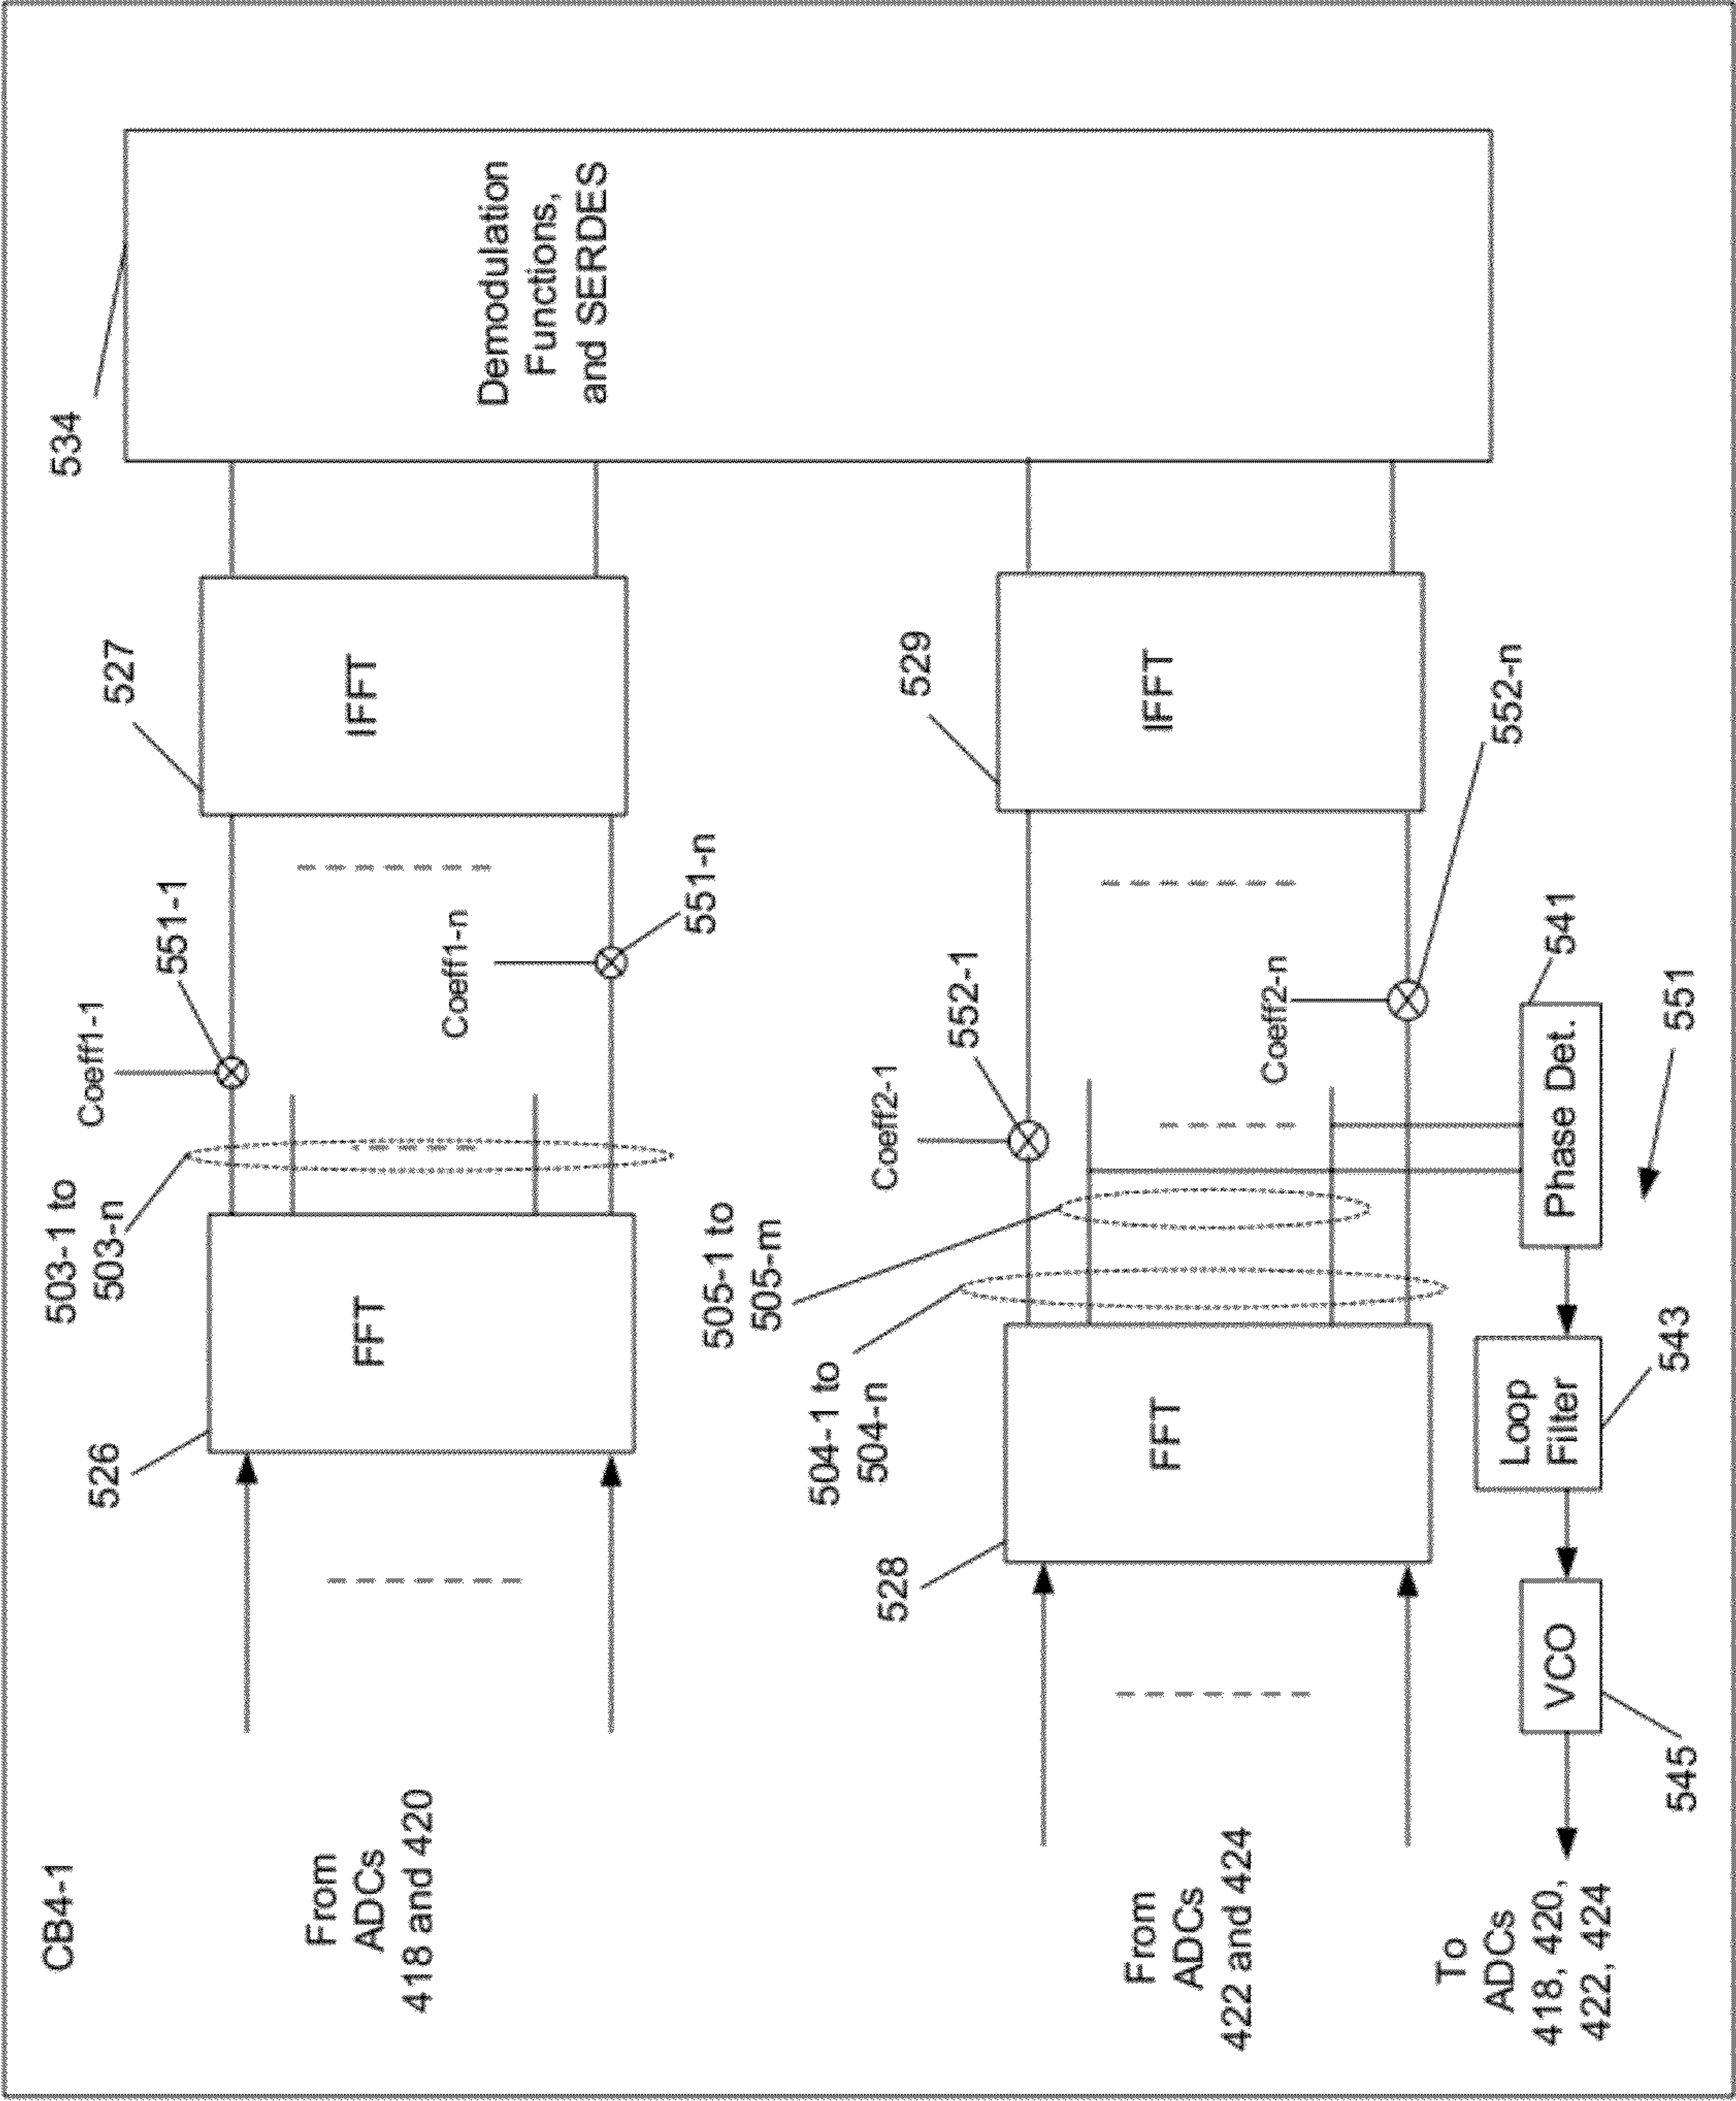 CB4-1
534
Demodulation
Functions,
and SERDES
527
IFFT
551-1
Coeff1-1
Coeff1-n
551-n
503-1 to
503-n
526
FFT
From
ADCs
418 and 420
529
IFFT
552-n
552-1
Coeff2-1
Coeff2-n
505-1 to
505-m
504-1 to
504-n
528
FFT
From
ADCs
422 and 424
541
Phase Det.
551
Loop
Filter
543
VCO
545
To
ADCs
418, 420,
422, 424